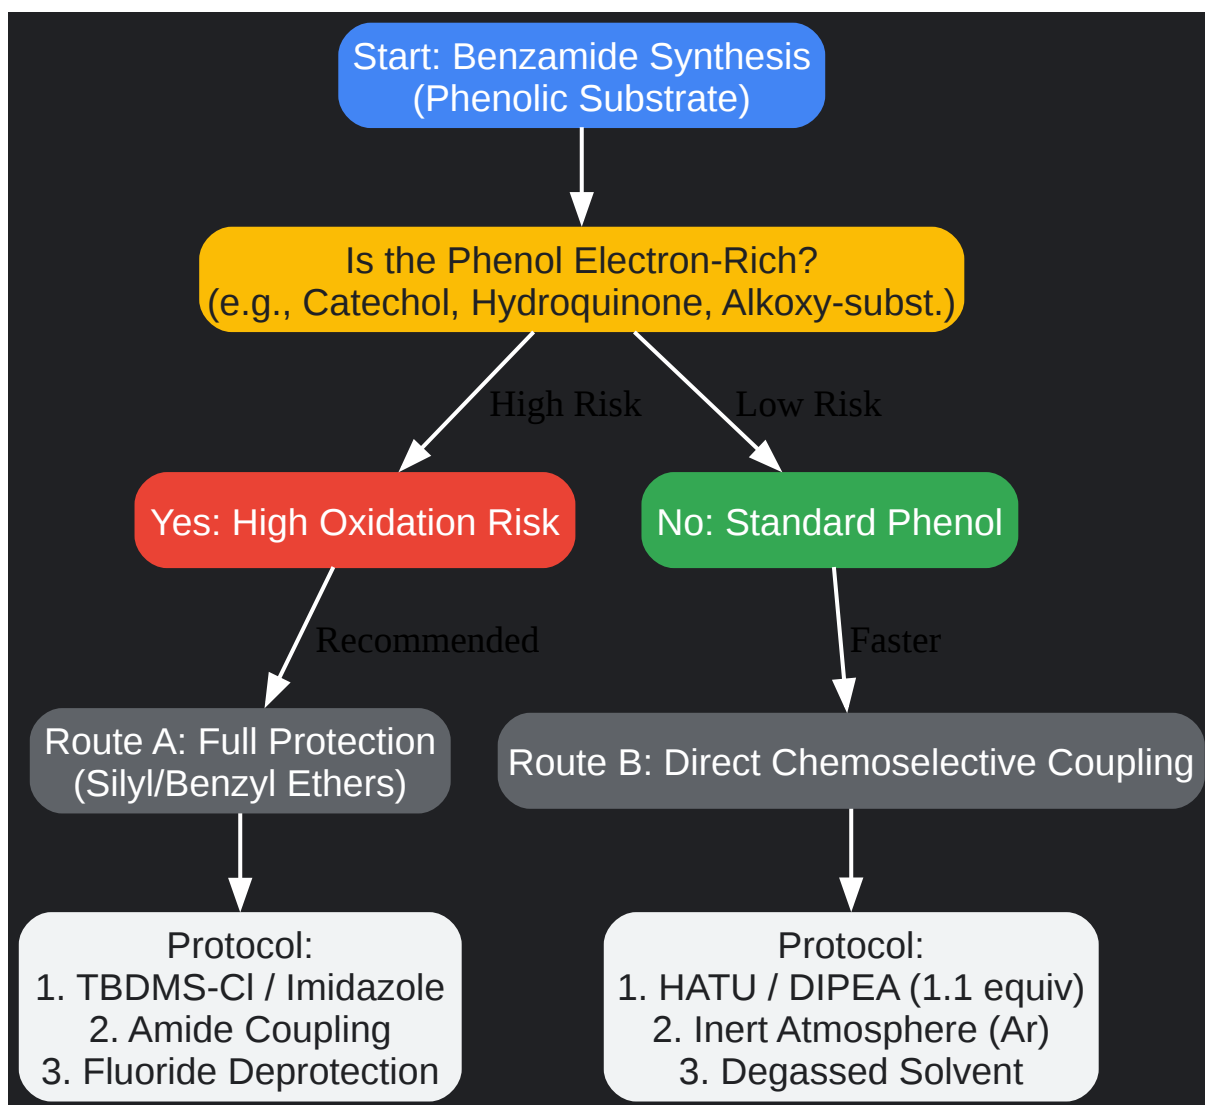 Start: Benzamide Synthesis
(Phenolic Substrate)
Is the Phenol Electron-Rich?
(e.g., Catechol, Hydroquinone, Alkoxy-subst.)
High Risk
Low Risk
Yes: High Oxidation Risk
No: Standard Phenol
Recommended
Faster
Route A: Full Protection
(Silyl/Benzyl Ethers)
Route B: Direct Chemoselective Coupling
Protocol:
1. TBDMS-Cl / Imidazole
2. Amide Coupling
3. Fluoride Deprotection
Protocol:
1. HATU / DIPEA (1.1 equiv)
2. Inert Atmosphere (Ar)
3. Degassed Solvent